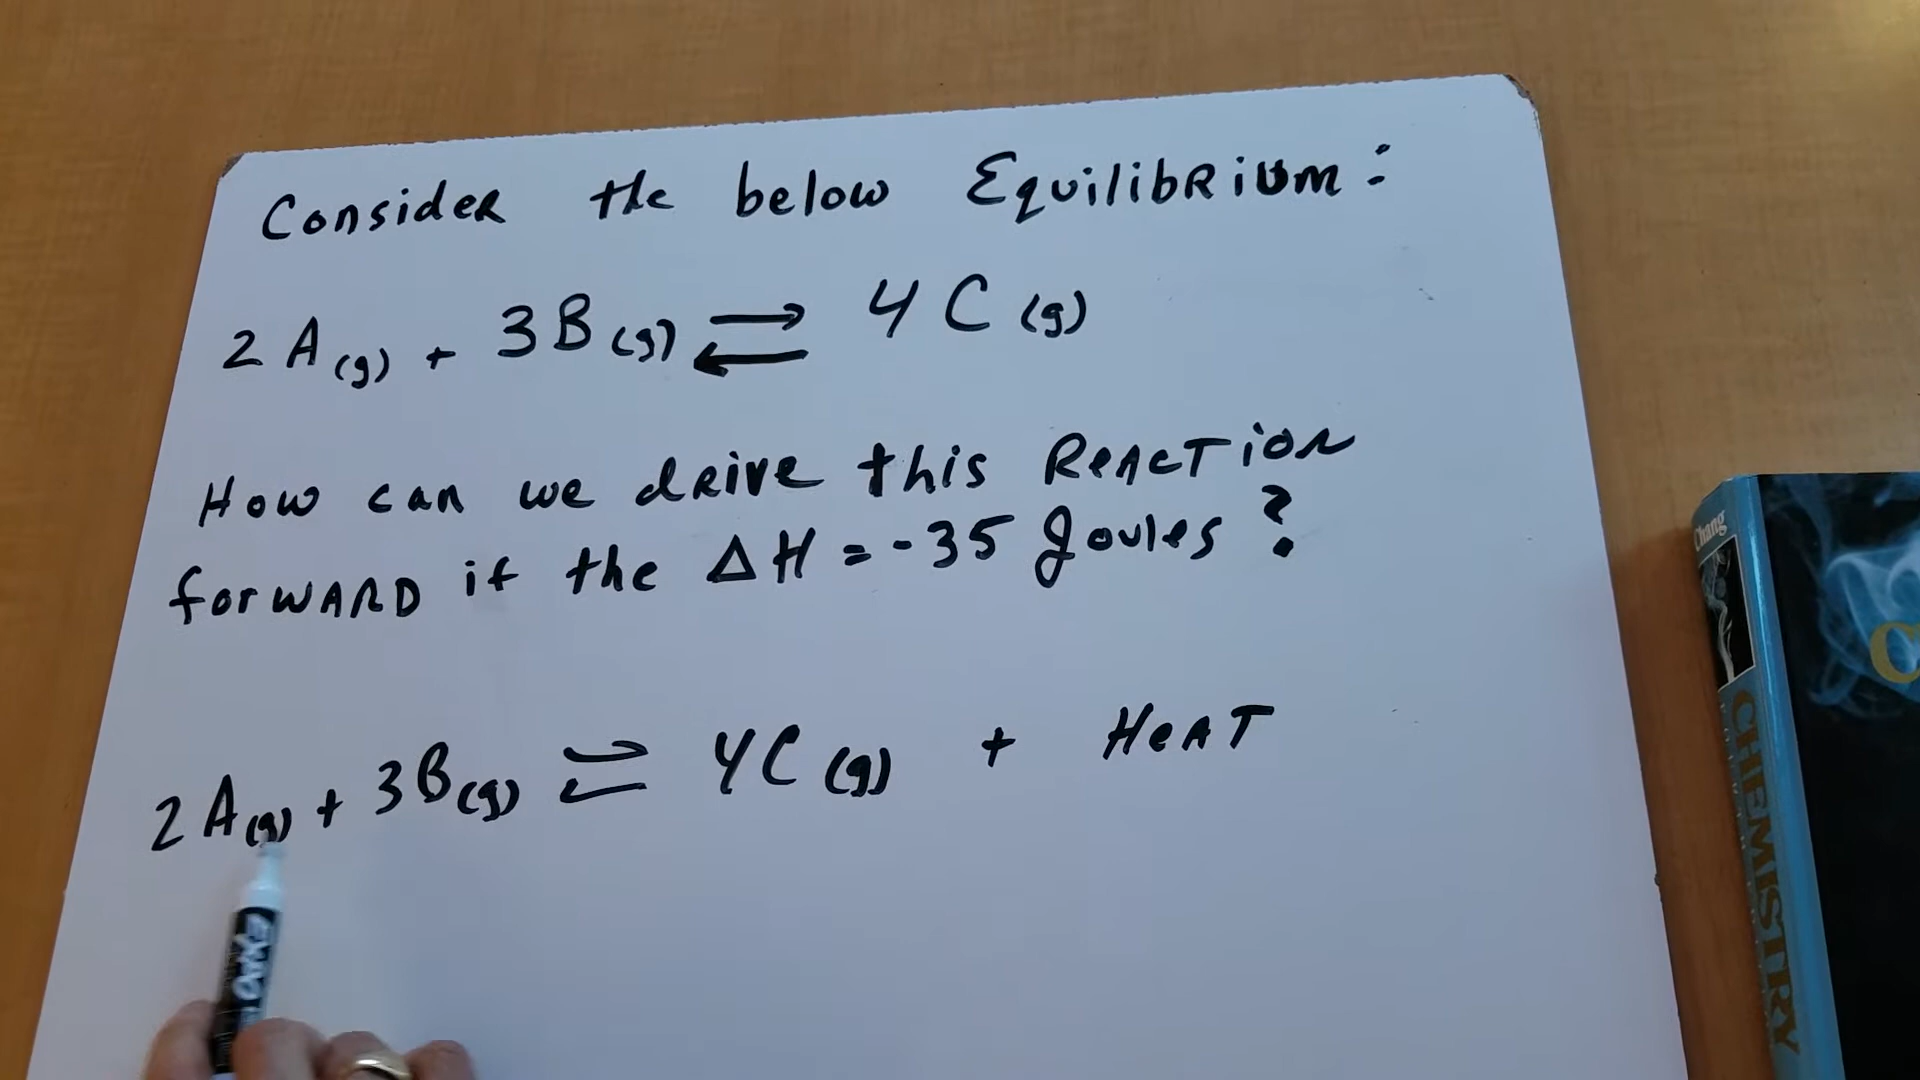 Consider the below Equilibrium:
2 A (g) + 3 B (g) ⇌ 4 C (g)
How can we drive this Reaction
forward if the ΔH = -35 Joules?
2 A (g) + 3 B (g) ⇌ 4 C (g) + Heat
EXPO
Chang
CHEMISTRY
C